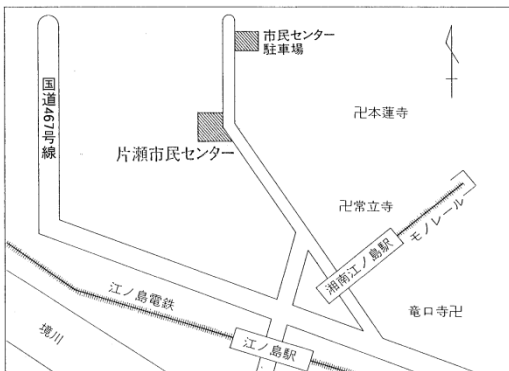 市民センター
駐車場
国道467号線
卍本蓮寺
片瀬市民センター
卍常立寺
モノレール
湘南江ノ島駅
江ノ島電鉄
竜口寺卍
境川
江ノ島駅